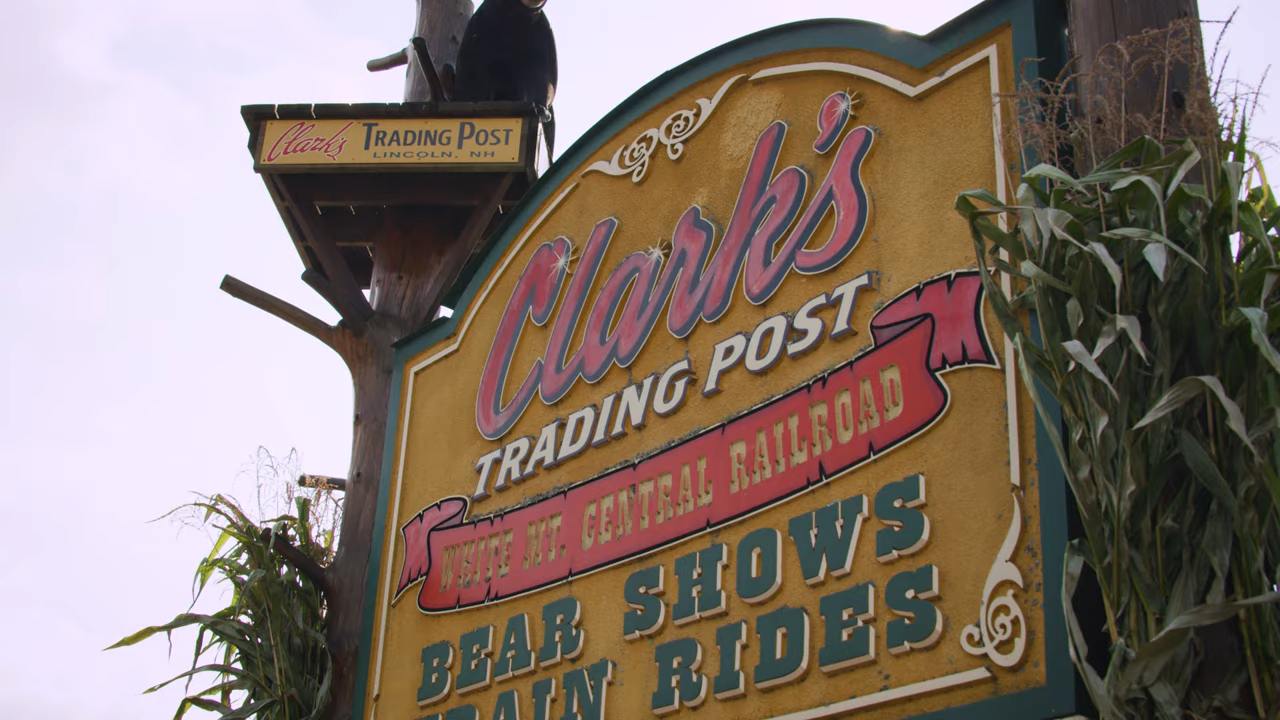 Clark's TRADING POST
LINCOLN, NH
Clark's
TRADING POST
WHITE MT. CENTRAL RAILROAD
BEAR SHOWS
TRAIN RIDES